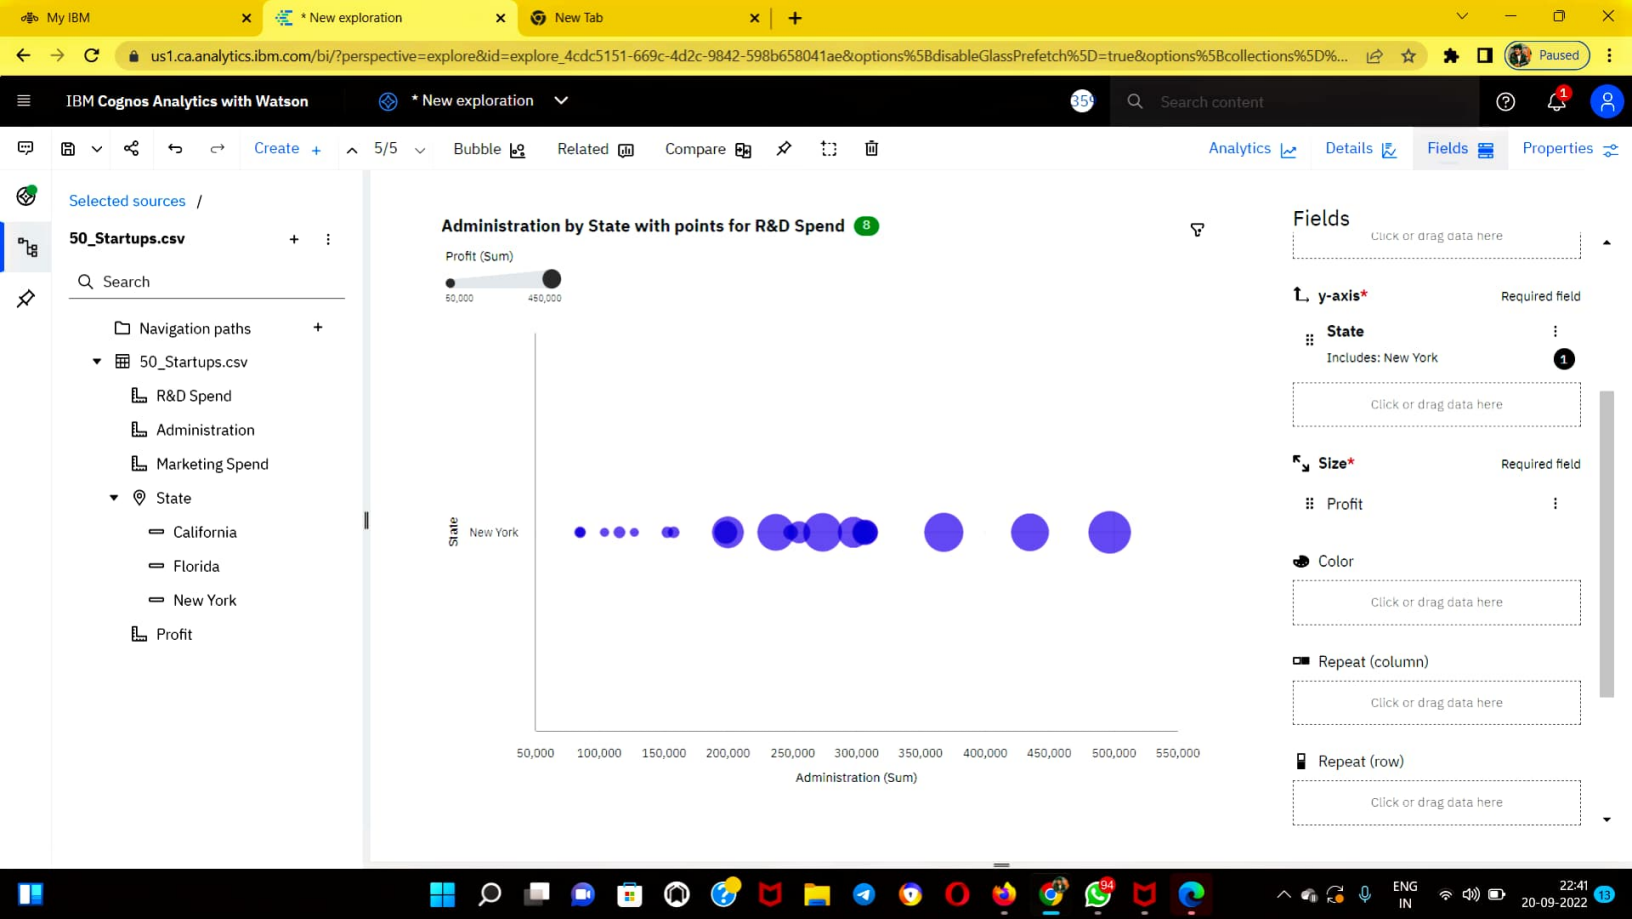 My IBM
* New exploration
New Tab
us1.ca.analytics.ibm.com/bi/?perspective=explore&id=explore_4cdc5151-669c-4d2c-9842-598b658041ae&options%5BdisableGlassPrefetch%5D=true&options%5Bcollections%5D%...
Paused
IBM Cognos Analytics with Watson
* New exploration
359
Search content
1
Create
5/5
Bubble
Related
Compare
Analytics
Details
Fields
Properties
Selected sources /
50_Startups.csv
Search
Navigation paths
50_Startups.csv
R&D Spend
Administration
Marketing Spend
State
California
Florida
New York
Profit
Administration by State with points for R&D Spend 8
Profit (Sum)
450,000
State
New York
50,000 100,000 150,000 200,000 250,000 300,000 350,000 400,000 450,000 500,000 550,000
Administration (Sum)
Fields
Click or drag data here
y-axis* Required field
State
Includes: New York 1
Click or drag data here
Size* Required field
Profit
Color
Click or drag data here
Repeat (column)
Click or drag data here
Repeat (row)
Click or drag data here
94
ENG
IN
22:41
20-09-2022
13